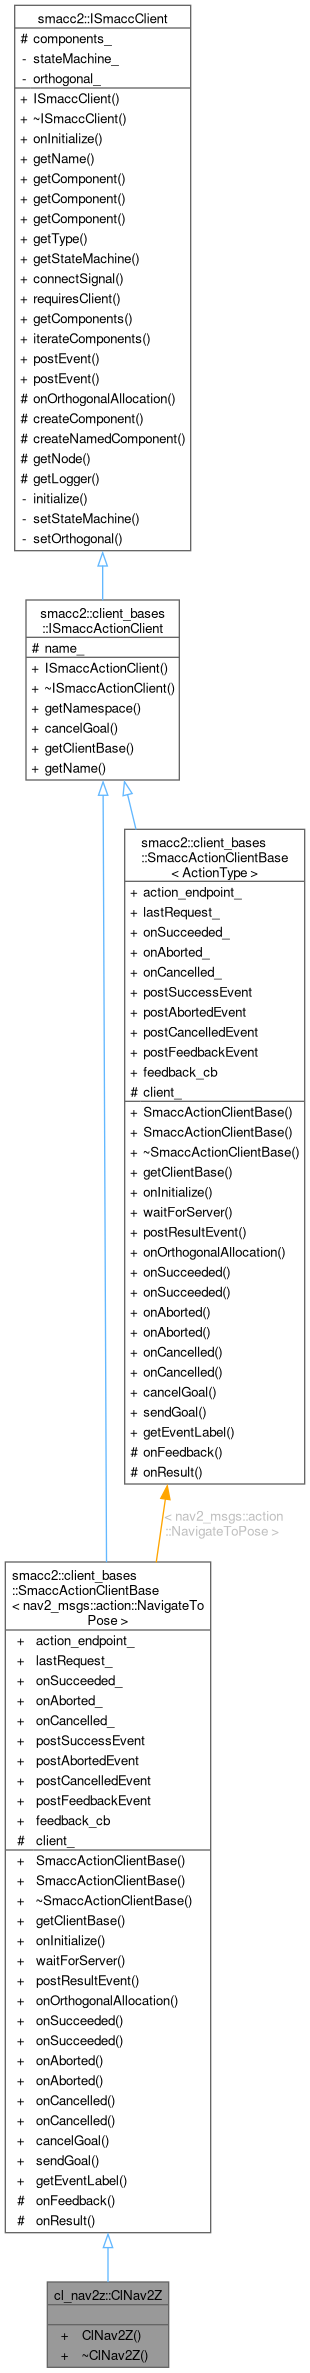 smacc2::ISmaccClient
# components_
- stateMachine_
- orthogonal_
+ ISmaccClient()
+ ~ISmaccClient()
+ onInitialize()
+ getName()
+ getComponent()
+ getComponent()
+ getComponent()
+ getType()
+ getStateMachine()
+ connectSignal()
+ requiresClient()
+ getComponents()
+ iterateComponents()
+ postEvent()
+ postEvent()
# onOrthogonalAllocation()
# createComponent()
# createNamedComponent()
# getNode()
# getLogger()
- initialize()
- setStateMachine()
- setOrthogonal()
smacc2::client_bases
::ISmaccActionClient
# name_
+ ISmaccActionClient()
+ ~ISmaccActionClient()
+ getNamespace()
+ cancelGoal()
+ getClientBase()
+ getName()
smacc2::client_bases
::SmaccActionClientBase
< ActionType >
+ action_endpoint_
+ lastRequest_
+ onSucceeded_
+ onAborted_
+ onCancelled_
+ postSuccessEvent
+ postAbortedEvent
+ postCancelledEvent
+ postFeedbackEvent
+ feedback_cb
# client_
+ SmaccActionClientBase()
+ SmaccActionClientBase()
+ ~SmaccActionClientBase()
+ getClientBase()
+ onInitialize()
+ waitForServer()
+ postResultEvent()
+ onOrthogonalAllocation()
+ onSucceeded()
+ onSucceeded()
+ onAborted()
+ onAborted()
+ onCancelled()
+ onCancelled()
+ cancelGoal()
+ sendGoal()
+ getEventLabel()
# onFeedback()
# onResult()
< nav2_msgs::action
::NavigateToPose >
smacc2::client_bases
::SmaccActionClientBase
< nav2_msgs::action::NavigateTo
Pose >
+ action_endpoint_
+ lastRequest_
+ onSucceeded_
+ onAborted_
+ onCancelled_
+ postSuccessEvent
+ postAbortedEvent
+ postCancelledEvent
+ postFeedbackEvent
+ feedback_cb
# client_
+ SmaccActionClientBase()
+ SmaccActionClientBase()
+ ~SmaccActionClientBase()
+ getClientBase()
+ onInitialize()
+ waitForServer()
+ postResultEvent()
+ onOrthogonalAllocation()
+ onSucceeded()
+ onSucceeded()
+ onAborted()
+ onAborted()
+ onCancelled()
+ onCancelled()
+ cancelGoal()
+ sendGoal()
+ getEventLabel()
# onFeedback()
# onResult()
cl_nav2z::ClNav2Z
+ ClNav2Z()
+ ~ClNav2Z()